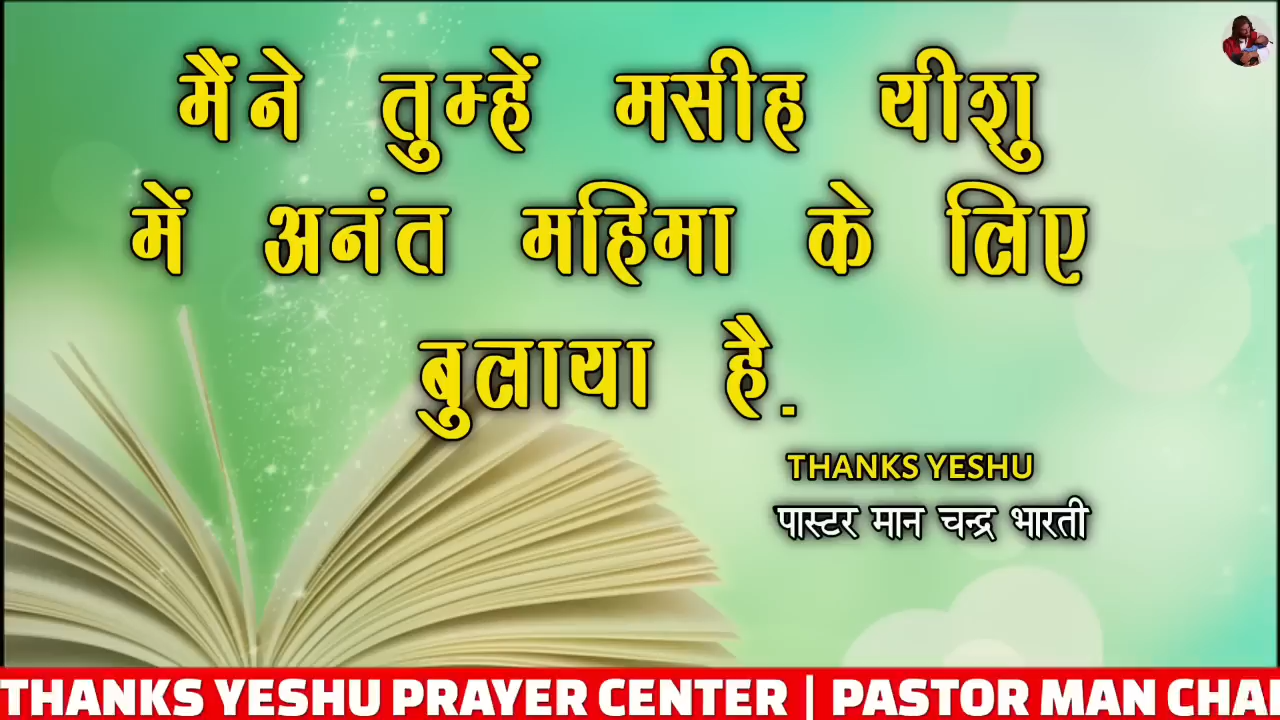 मैंने तुम्हें मसीह यीशु
में अनंत महिमा के लिए
बुलाया है.
THANKS YESHU
पास्टर मान चन्द्र भारती
THANKS YESHU PRAYER CENTER | PASTOR MAN CHA